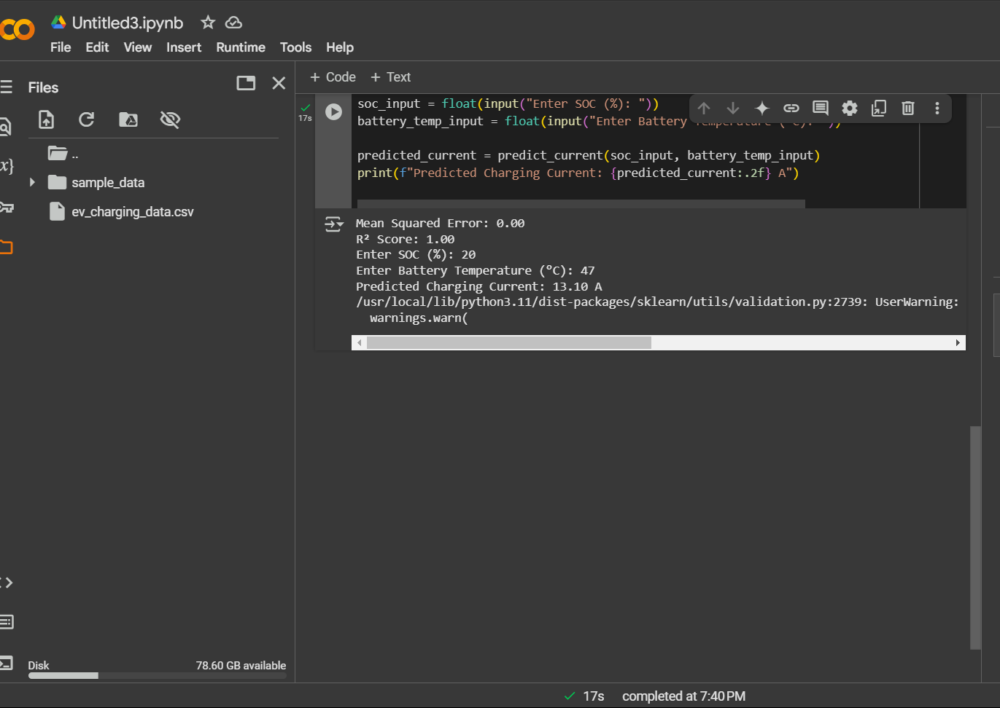 Untitled3.ipynb
File Edit View Insert Runtime Tools Help
Files
..
sample_data
ev_charging_data.csv
Disk 78.60 GB available
+ Code + Text
17s
soc_input = float(input("Enter SOC (%): "))
battery_temp_input = float(input("Enter Battery
predicted_current = predict_current(soc_input, battery_temp_input)
print(f"Predicted Charging Current: {predicted_current:.2f} A")
Mean Squared Error: 0.00
R² Score: 1.00
Enter SOC (%): 20
Enter Battery Temperature (°C): 47
Predicted Charging Current: 13.10 A
/usr/local/lib/python3.11/dist-packages/sklearn/utils/validation.py:2739: UserWarning:
warnings.warn(
17s completed at 7:40 PM